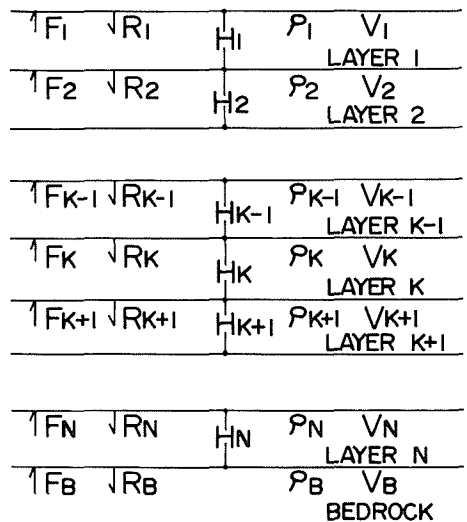 F1 R1 H1 ρ1 V1
LAYER 1
F2 R2 H2 ρ2 V2
LAYER 2
FK-1 RK-1 HK-1 ρK-1 VK-1
LAYER K-1
FK RK HK ρK VK
LAYER K
FK+1 RK+1 HK+1 ρK+1 VK+1
LAYER K+1
FN RN HN ρN VN
LAYER N
FB RB ρB VB
BEDROCK